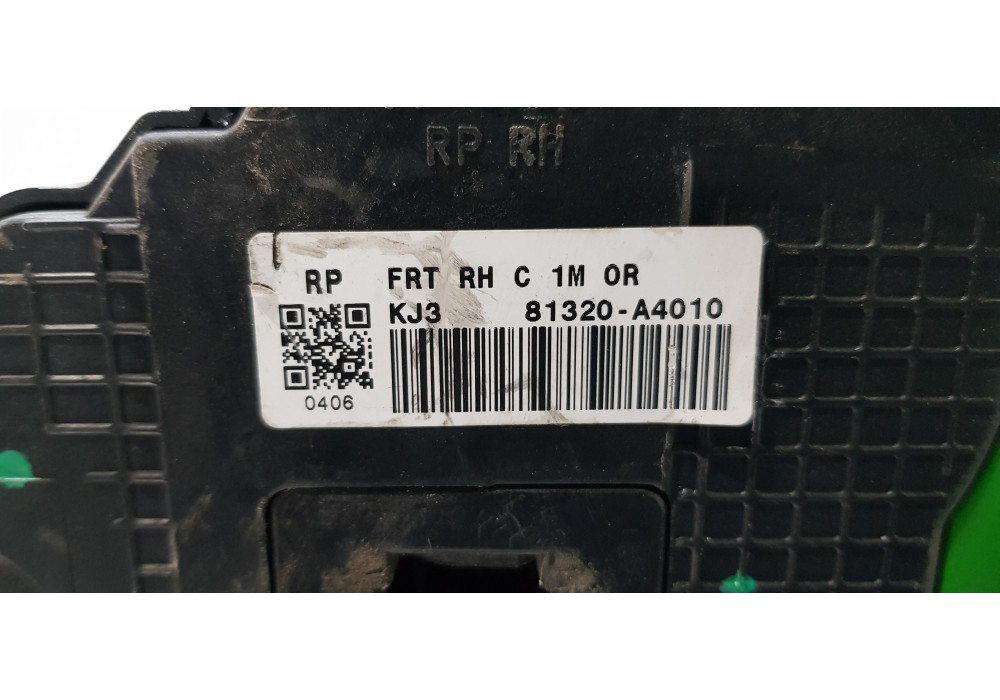 RP RH
RP FRT RH C 1M OR
KJ3 81320-A4010
0406